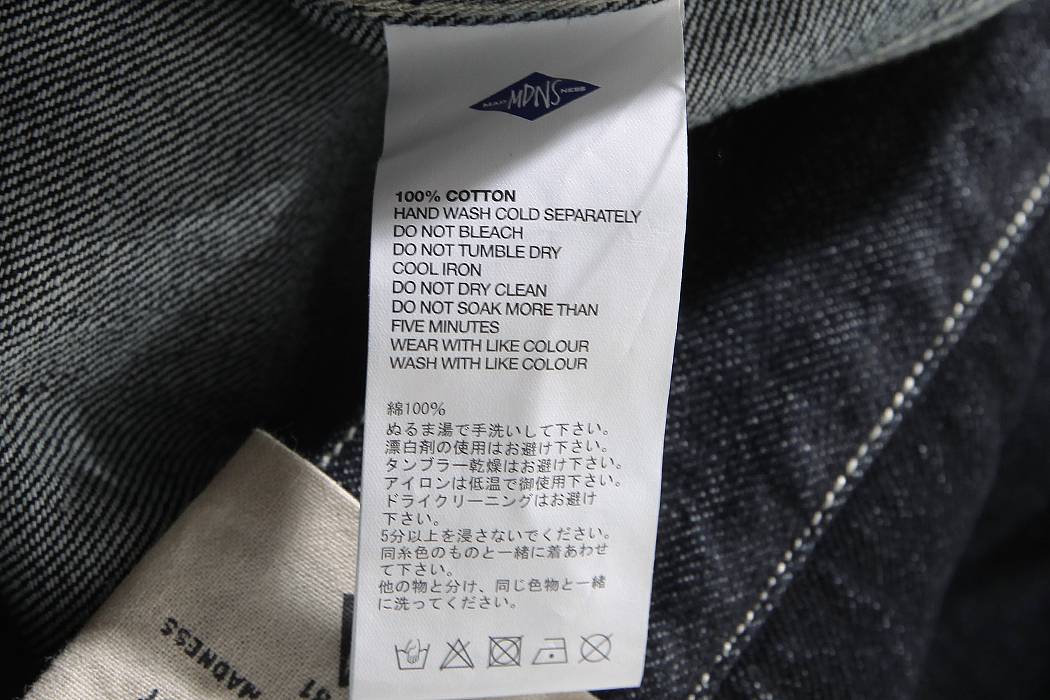 MAD MDNS NESS
100% COTTON
HAND WASH COLD SEPARATELY
DO NOT BLEACH
DO NOT TUMBLE DRY
COOL IRON
DO NOT DRY CLEAN
DO NOT SOAK MORE THAN
FIVE MINUTES
WEAR WITH LIKE COLOUR
WASH WITH LIKE COLOUR
綿100%
ぬるま湯で手洗いして下さい。
漂白剤の使用はお避け下さい。
タンブラー乾燥はお避け下さい。
アイロンは低温で御使用下さい。
ドライクリーニングはお避け
下さい。
5分以上を浸さないでください。
同糸色のものと一緒に着あわせ
て下さい。
他の物と分け、同じ色物と一緒
に洗ってください。
MADNESS
MADNESS
31